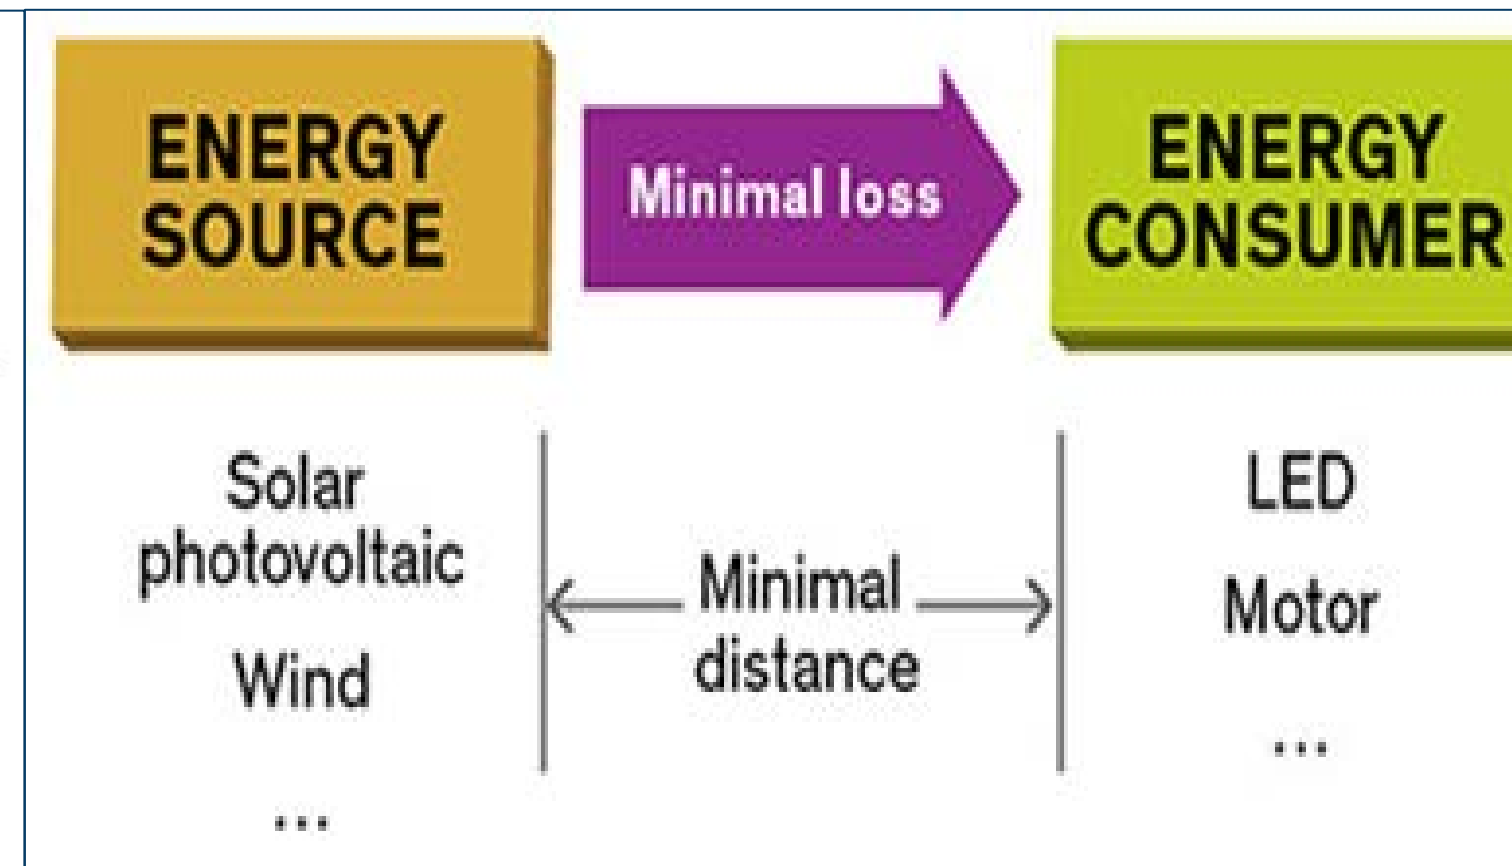 ENERGY
SOURCE
Minimal loss
ENERGY
CONSUMER
Solar
photovoltaic
Wind
...
Minimal
distance
LED
Motor
...